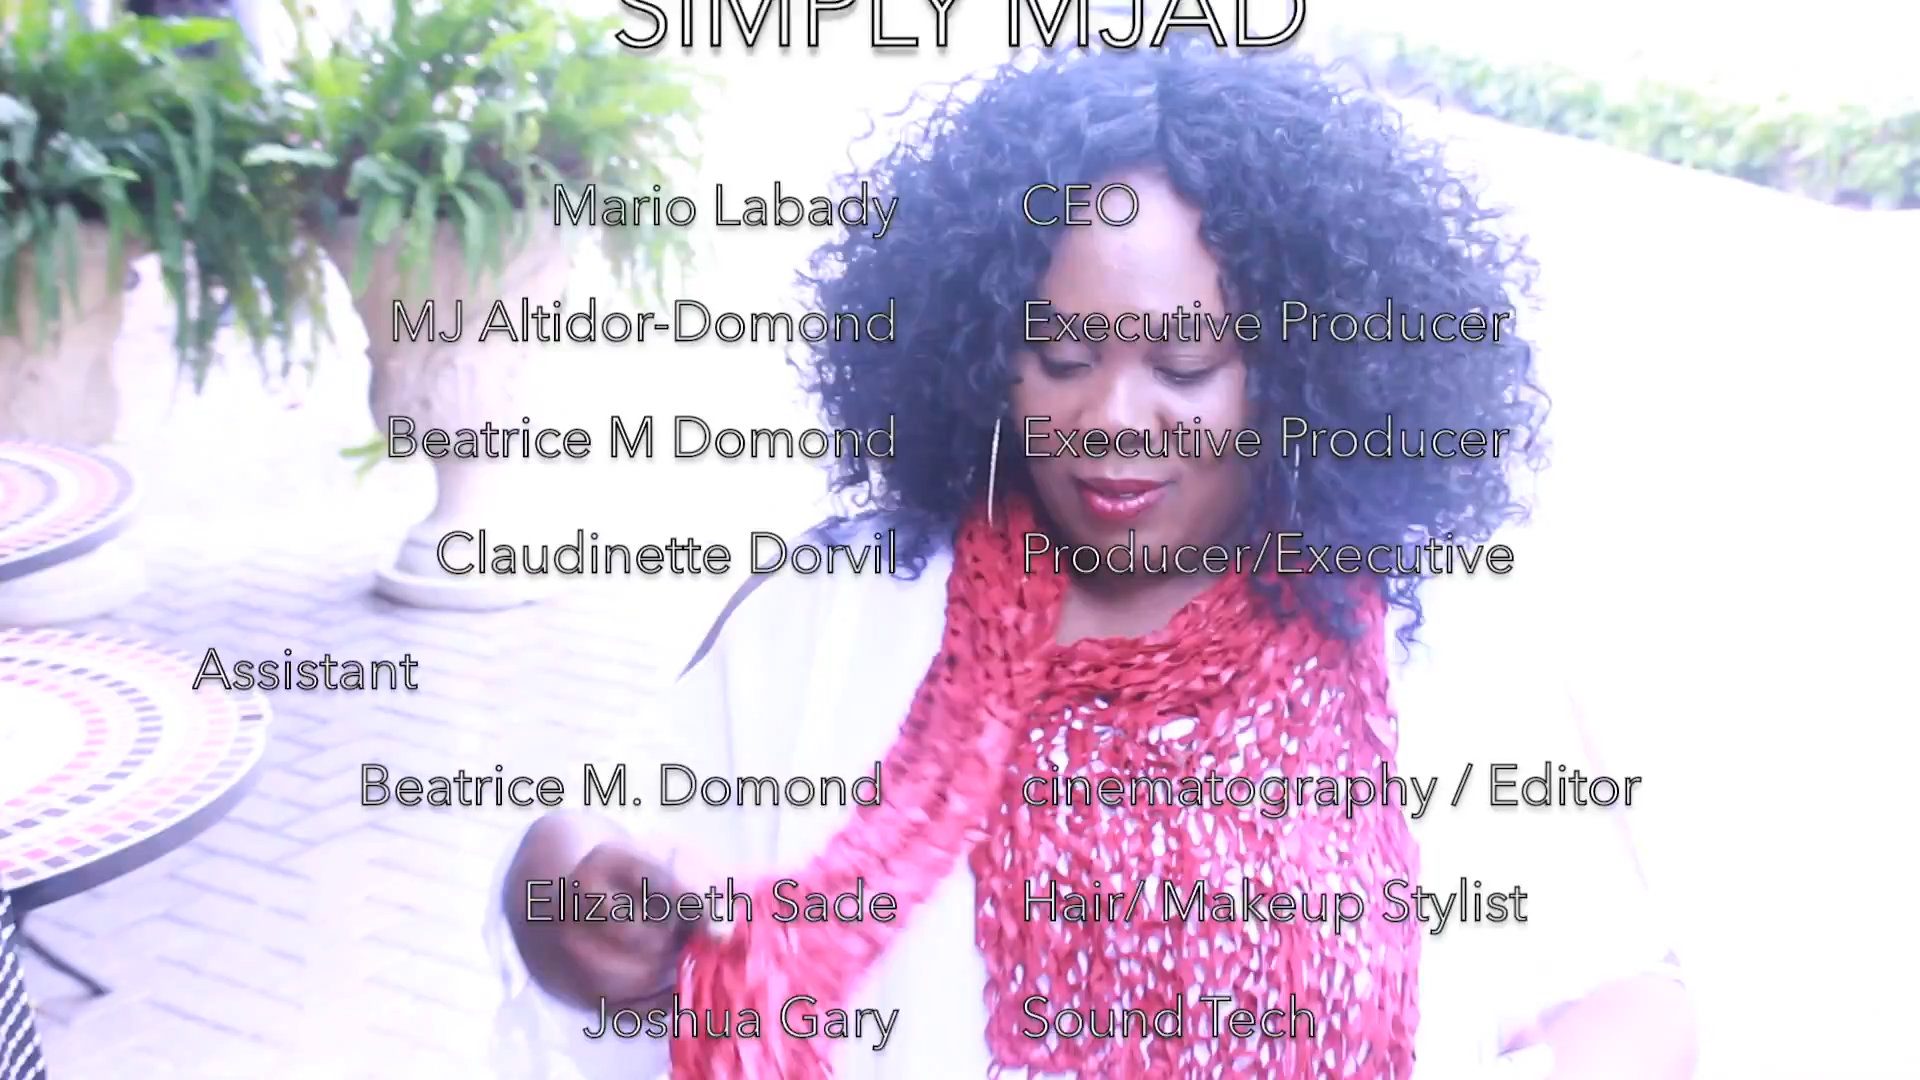 SIMPLY MJAD
Mario Labady CEO
MJ Altidor-Domond Executive Producer
Beatrice M Domond Executive Producer
Claudinette Dorvil Producer/Executive
Assistant
Beatrice M. Domond cinematography / Editor
Elizabeth Sade Hair/ Makeup Stylist
Joshua Gary Sound Tech